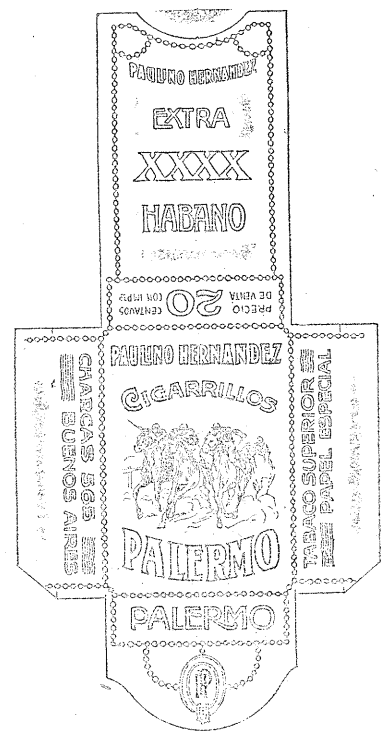 PAULINO HERNANDEZ
EXTRA
XXXX
HABANO
PRECIO DE VENTA 20 CENTAVOS CON IMPto
PAULINO HERNANDEZ
CIGARRILLOS
PALERMO
CHARCAS 565
BUENOS AIRES
TABACO SUPERIOR
PAPEL ESPECIAL
PALERMO